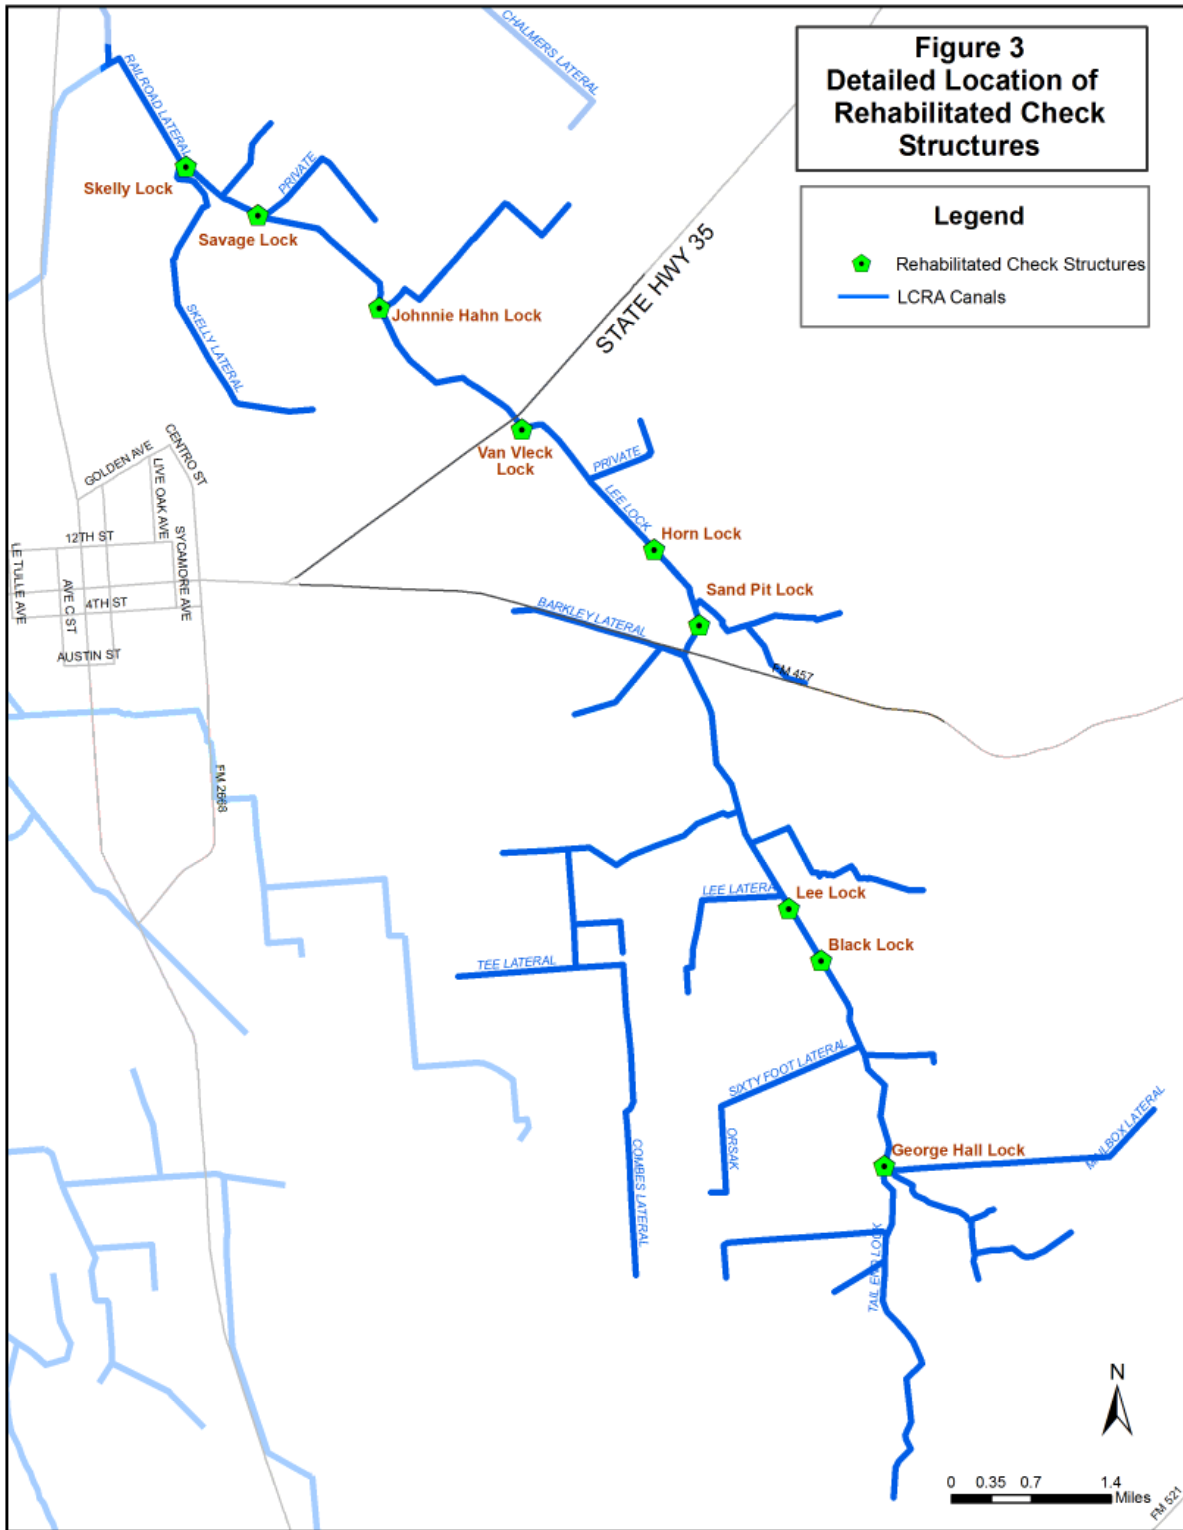 Figure 3
Detailed Location of
Rehabilitated Check
Structures
Legend
Rehabilitated Check Structures
LCRA Canals
CHALMERS LATERAL
RAILROAD LATERAL
PRIVATE
Skelly Lock
Savage Lock
SKELLY LATERAL
Johnnie Hahn Lock
STATE HWY 35
Van Vleck
Lock
PRIVATE
LEE LOCK
GOLDEN AVE
CENTRO ST
LIVE OAK AVE
12TH ST
SYCAMORE AVE
LE TULLE AVE
AVE C ST
4TH ST
AUSTIN ST
Horn Lock
Sand Pit Lock
BARKLEY LATERAL
FM 457
FM 2668
LEE LATERAL
Lee Lock
Black Lock
TEE LATERAL
SIXTY FOOT LATERAL
ORSAK
COMBES LATERAL
MAILBOX LATERAL
George Hall Lock
TAIL END LOCK
N
0 0.35 0.7 1.4
Miles
FM 521